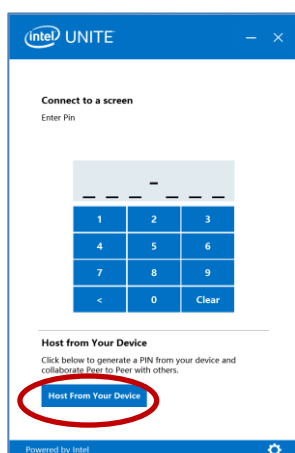 intel UNITE
Connect to a screen
Enter Pin
_ _ _ - _ _ _ _
1 2 3
4 5 6
7 8 9
< 0 Clear
Host from Your Device
Click below to generate a PIN from your device and
collaborate Peer to Peer with others.
Host From Your Device
Powered by Intel